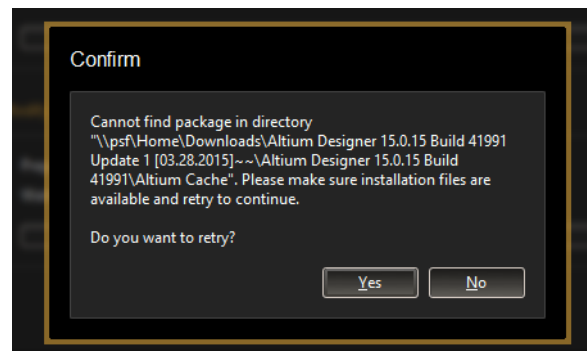 Confirm
Cannot find package in directory
"\\psf\Home\Downloads\Altium Designer 15.0.15 Build 41991
Update 1 [03.28.2015]~~\Altium Designer 15.0.15 Build
41991\Altium Cache". Please make sure installation files are
available and retry to continue.
Do you want to retry?
Yes No